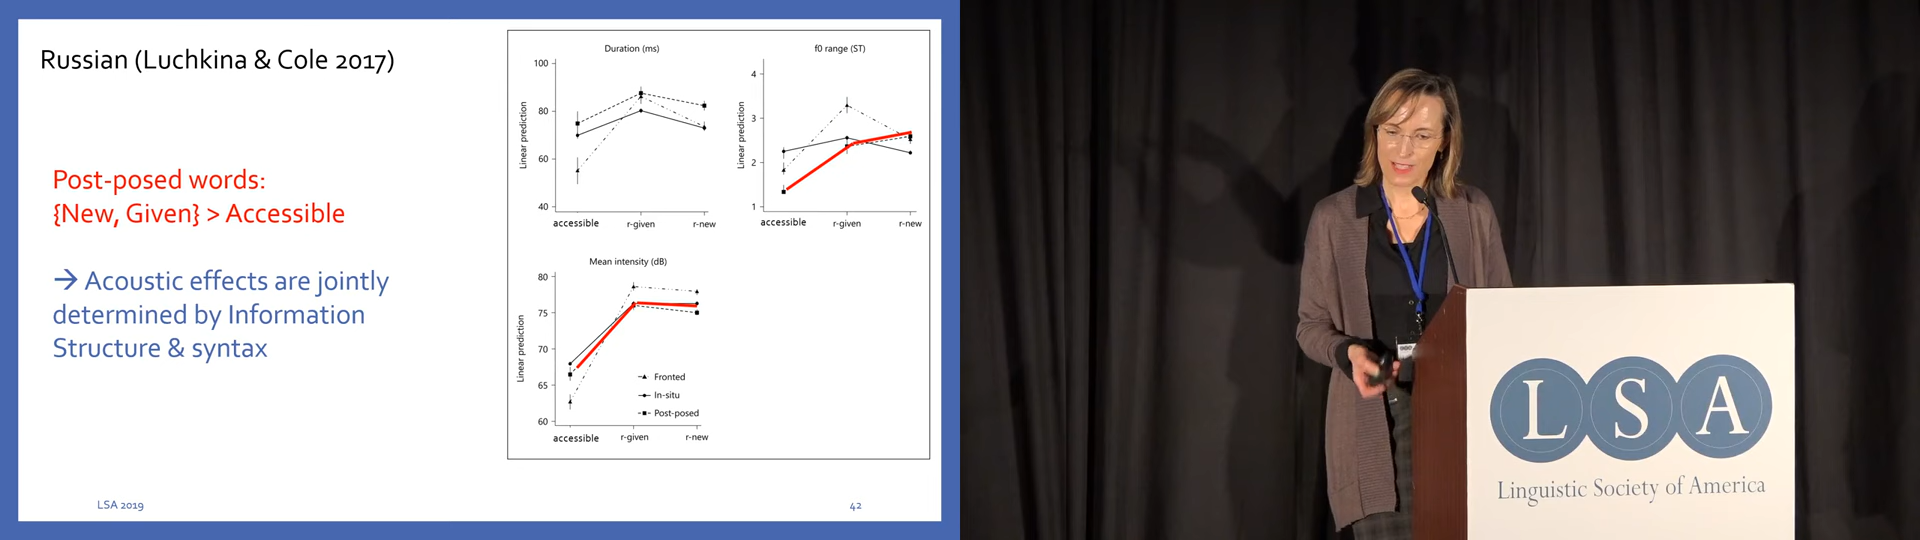 Russian (Luchkina & Cole 2017)
Post-posed words:
{New, Given} > Accessible
→ Acoustic effects are jointly
determined by Information
Structure & syntax
LSA 2019
42
Duration (ms)
Linear prediction
100
80
60
40
accessible
r-given
r-new
f0 range (ST)
Linear prediction
4
3
2
1
accessible
r-given
r-new
Mean intensity (dB)
Linear prediction
80
75
70
65
60
accessible
r-given
r-new
Fronted
In-situ
Post-posed
LSA
Linguistic Society of America